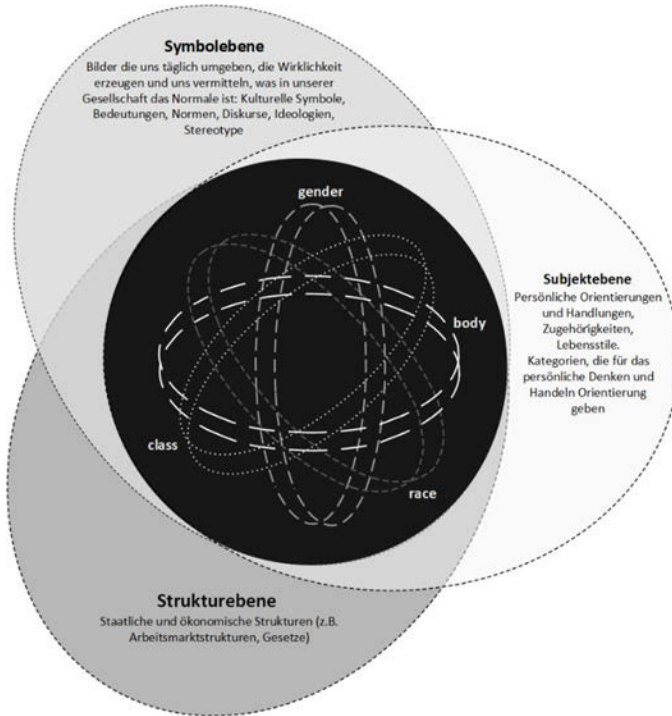 Symbolebene
Bilder die uns täglich umgeben, die Wirklichkeit
erzeugen und uns vermitteln, was in unserer
Gesellschaft das Normale ist: Kulturelle Symbole,
Bedeutungen, Normen, Diskurse, Ideologien,
Stereotype
gender
body
class
race
Subjektebene
Persönliche Orientierungen
und Handlungen,
Zugehörigkeiten,
Lebensstile.
Kategorien, die für das
persönliche Denken und
Handeln Orientierung
geben
Strukturebene
Staatliche und ökonomische Strukturen (z.B.
Arbeitsmarktstrukturen, Gesetze)